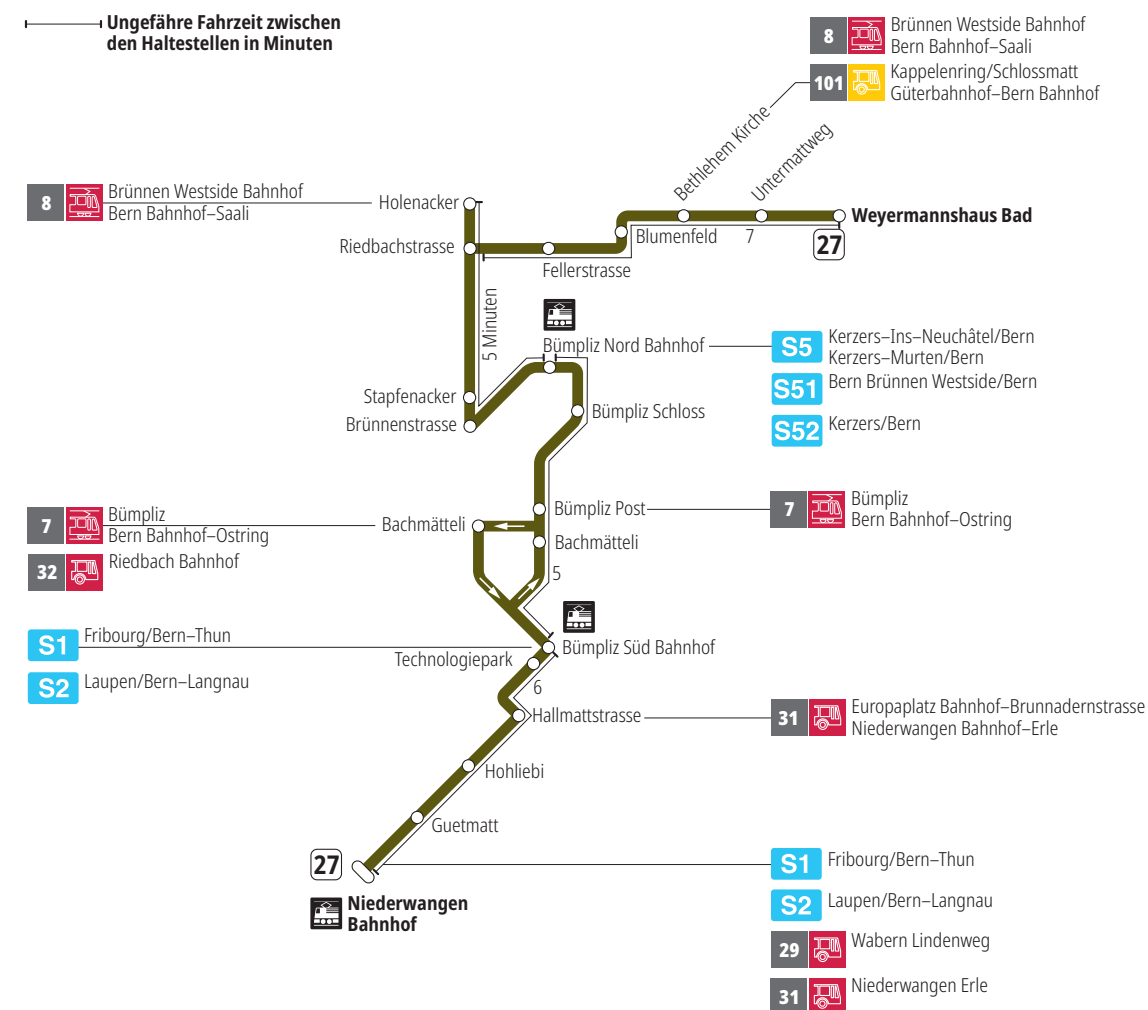 Ungefähre Fahrzeit zwischen
den Haltestellen in Minuten
8
Brünnen Westside Bahnhof
Bern Bahnhof–Saali
101
Kappelenring/Schlossmatt
Güterbahnhof–Bern Bahnhof
Bethlehem Kirche
Untermattweg
8
Brünnen Westside Bahnhof
Bern Bahnhof–Saali
Holenacker
Weyermannshaus Bad
27
Riedbachstrasse
Blumenfeld
7
Fellerstrasse
5 Minuten
Bümpliz Nord Bahnhof
S5
Kerzers–Ins–Neuchâtel/Bern
Kerzers–Murten/Bern
S51
Bern Brünnen Westside/Bern
S52
Kerzers/Bern
Stapfenacker
Brünnenstrasse
Bümpliz Schloss
7
Bümpliz
Bern Bahnhof–Ostring
32
Riedbach Bahnhof
Bachmätteli
Bümpliz Post
7
Bümpliz
Bern Bahnhof–Ostring
Bachmätteli
5
S1
Fribourg/Bern–Thun
S2
Laupen/Bern–Langnau
Bümpliz Süd Bahnhof
Technologiepark
6
Hallmattstrasse
31
Europaplatz Bahnhof–Brunnadernstrasse
Niederwangen Bahnhof–Erle
Hohliebi
Guetmatt
27
Niederwangen
Bahnhof
S1
Fribourg/Bern–Thun
S2
Laupen/Bern–Langnau
29
Wabern Lindenweg
31
Niederwangen Erle